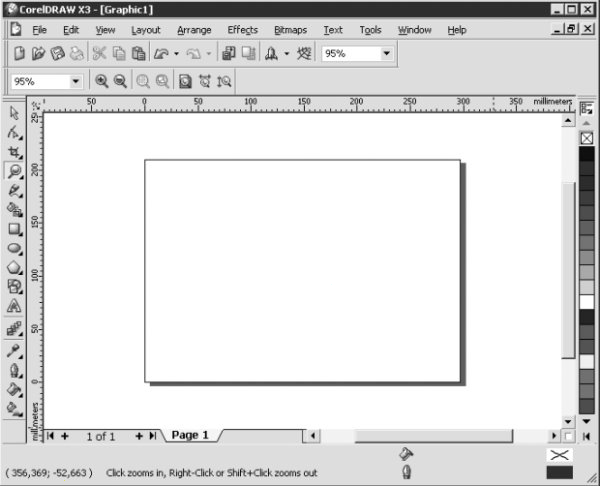 CorelDRAW X3 - [Graphic1]
File Edit View Layout Arrange Effects Bitmaps Text Tools Window Help
95%
95%
50 0 50 100 150 200 250 300 350 millimeters
250
200
150
100
50
0
millimeters
1 of 1 Page 1
( 356,369; -52,663 ) Click zooms in, Right-Click or Shift+Click zooms out